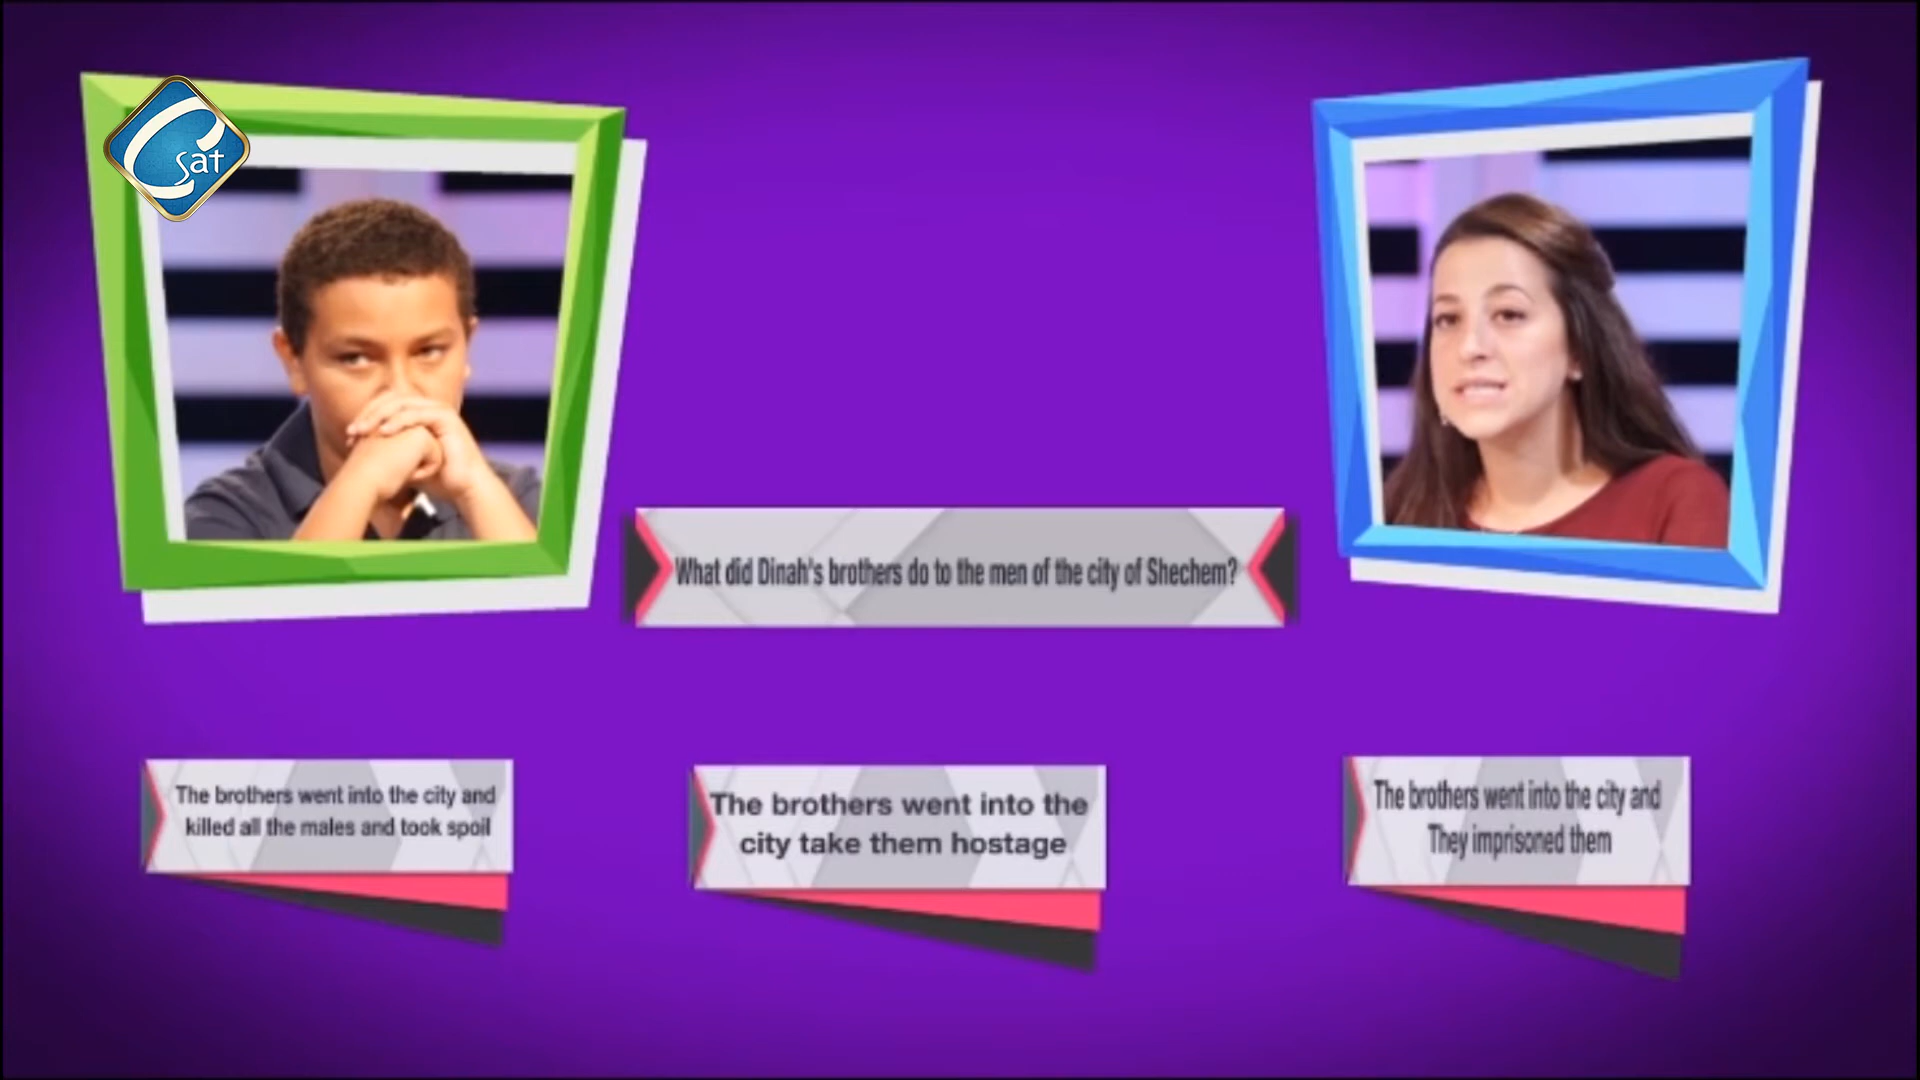 C sat
What did Dinah's brothers do to the men of the city of Shechem?
The brothers went into the city and
killed all the males and took spoil
The brothers went into the
city take them hostage
The brothers went into the city and
They imprisoned them